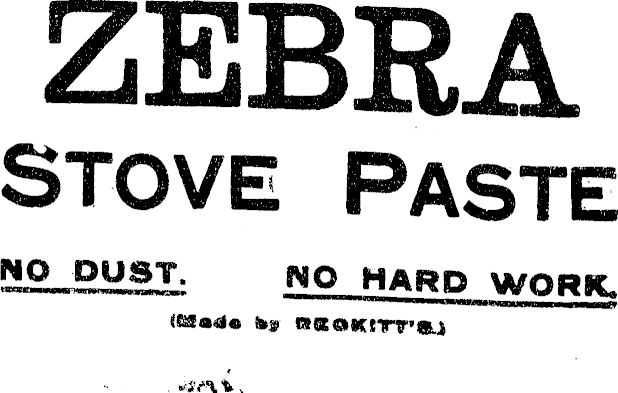 ZEBRA
STOVE PASTE
NO DUST. NO HARD WORK.
(Made by RECKITT'S.)